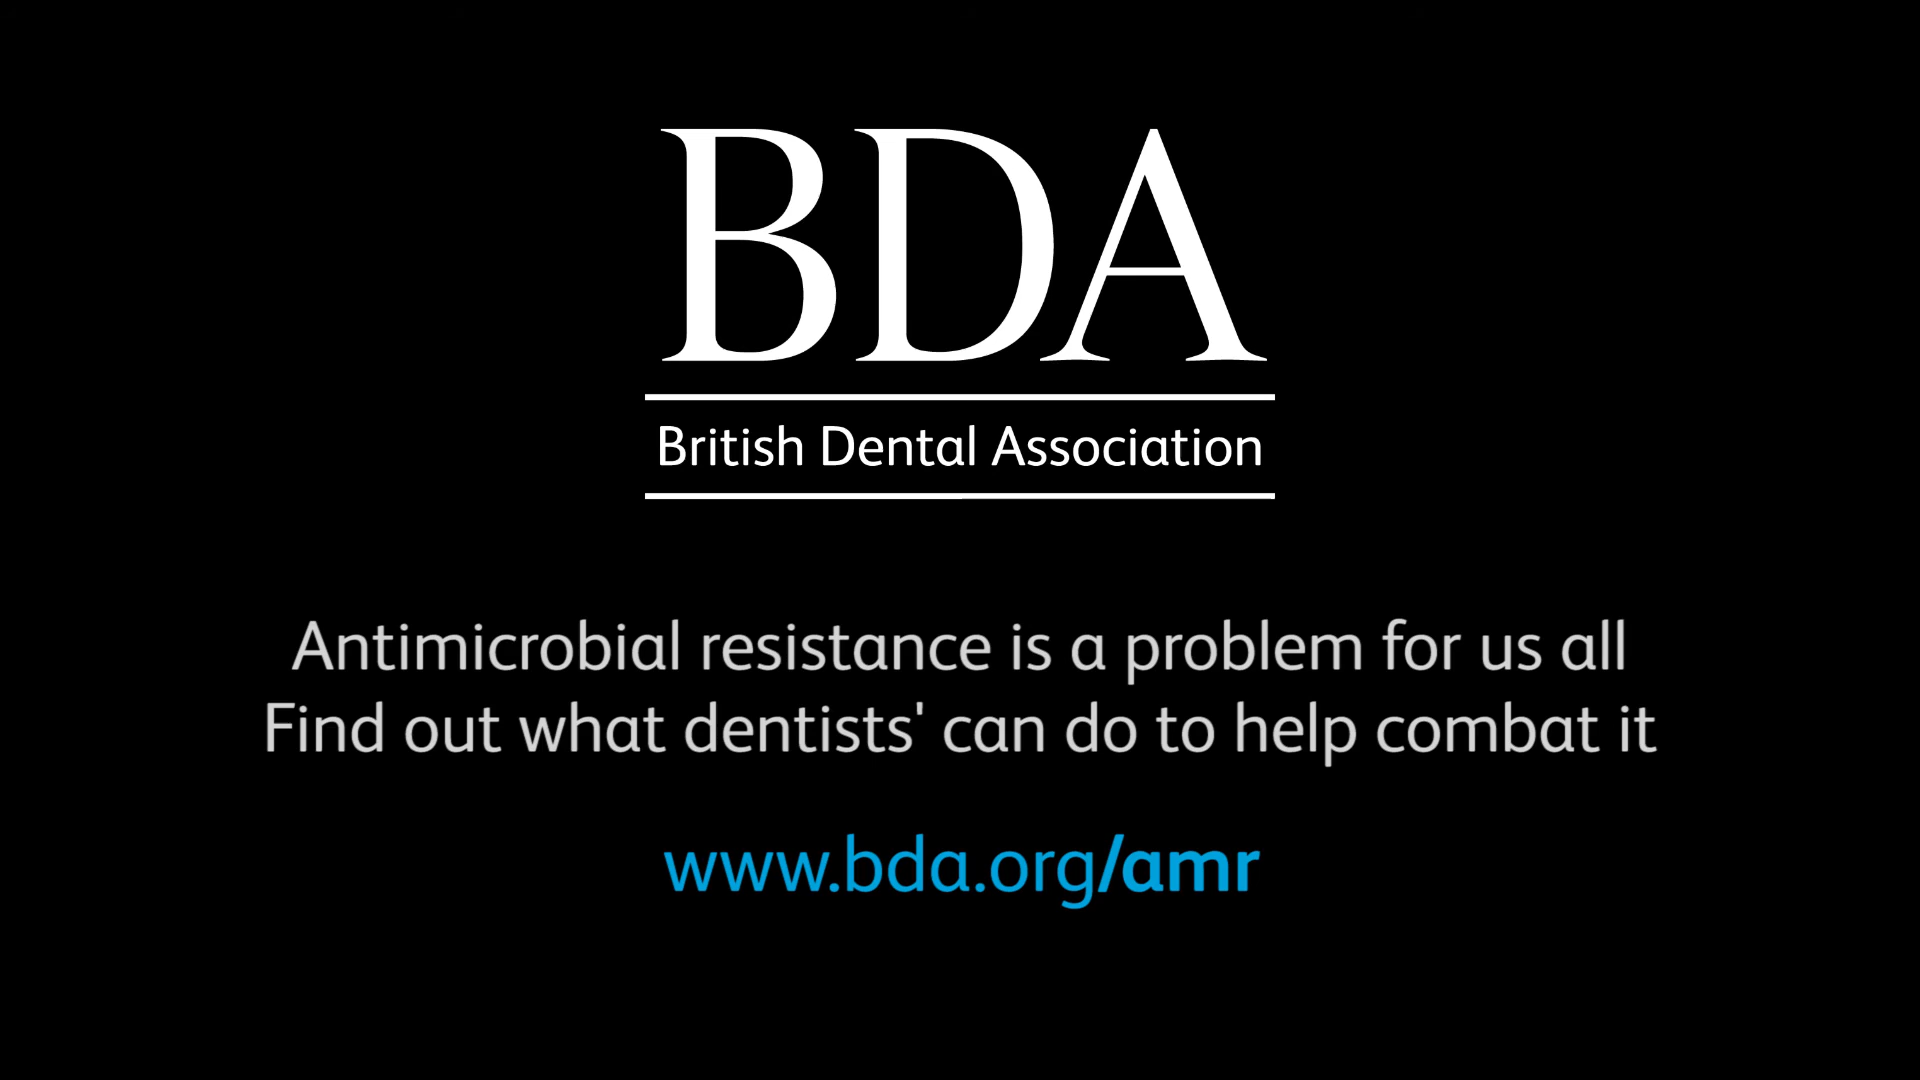 BDA
British Dental Association
Antimicrobial resistance is a problem for us all
Find out what dentists' can do to help combat it
www.bda.org/amr